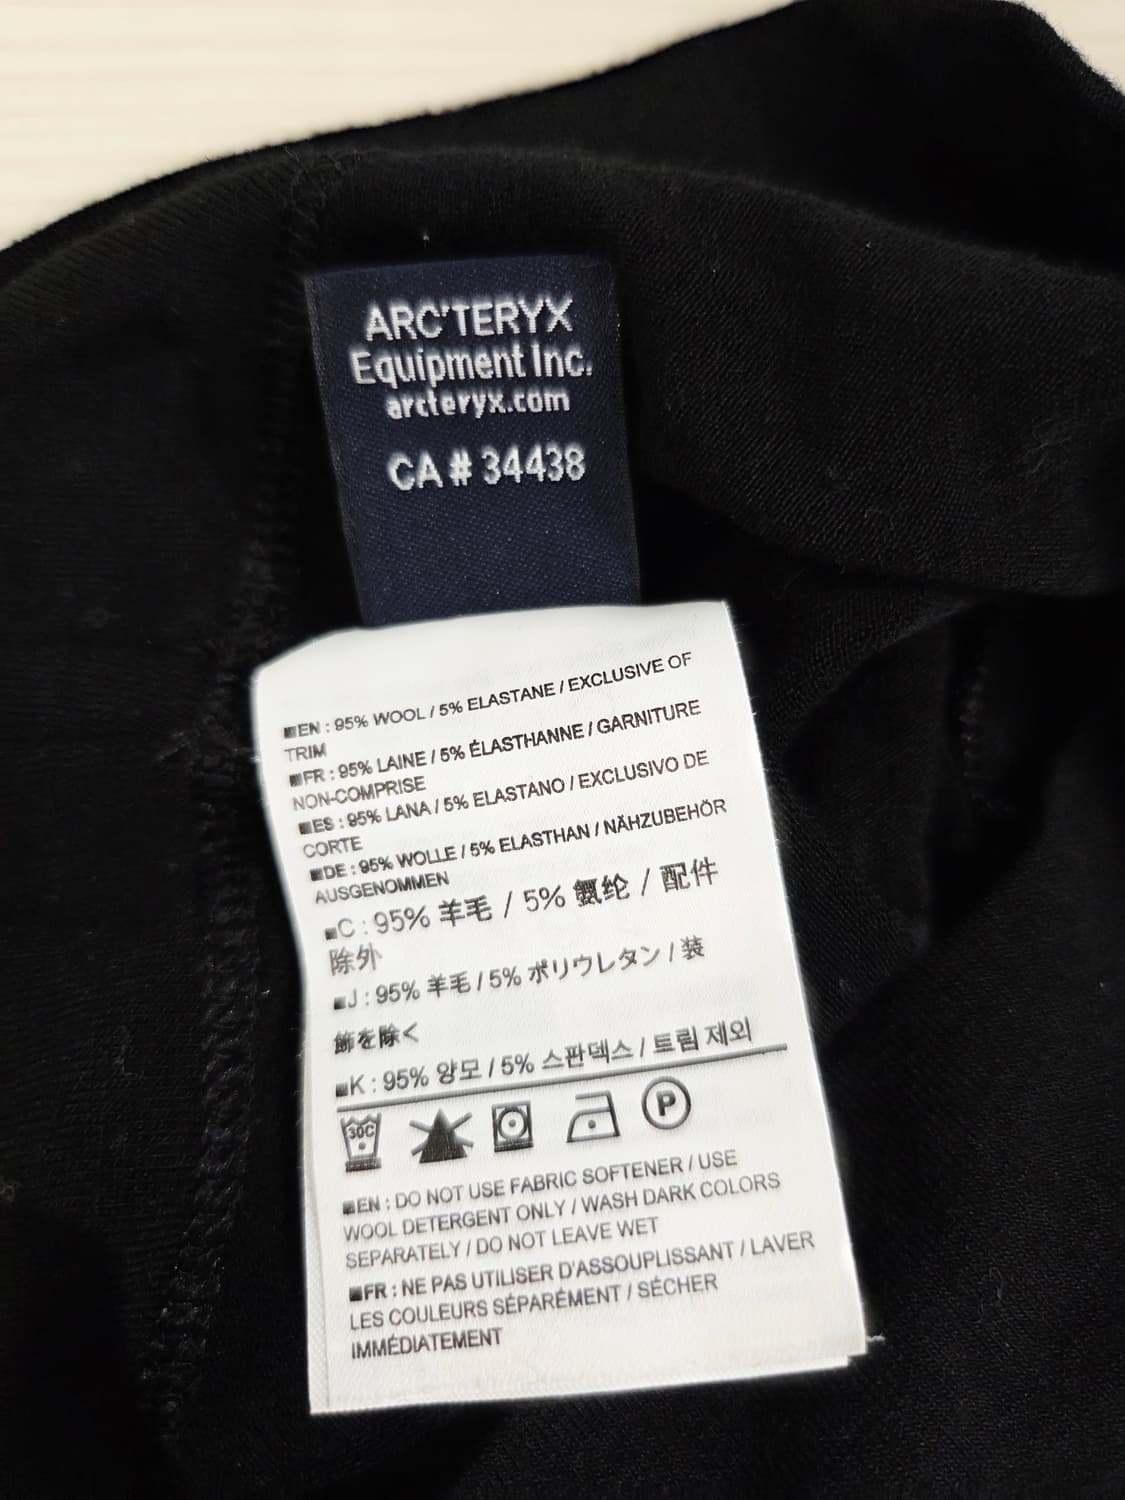 ARC'TERYX
Equipment Inc.
arcteryx.com
CA # 34438
■EN : 95% WOOL / 5% ELASTANE / EXCLUSIVE OF
TRIM
■FR : 95% LAINE / 5% ÉLASTHANNE / GARNITURE
NON-COMPRISE
■ES : 95% LANA / 5% ELASTANO / EXCLUSIVO DE
CORTE
■DE : 95% WOLLE / 5% ELASTHAN / NÄHZUBEHÖR
AUSGENOMMEN
■C : 95% 羊毛 / 5% 氨纶 / 配件
除外
■J : 95% 羊毛 / 5% ポリウレタン / 装
飾を除く
■K : 95% 양모 / 5% 스판덱스 / 트림 제외
30C P
■EN : DO NOT USE FABRIC SOFTENER / USE
WOOL DETERGENT ONLY / WASH DARK COLORS
SEPARATELY / DO NOT LEAVE WET
■FR : NE PAS UTILISER D'ASSOUPLISSANT / LAVER
LES COULEURS SÉPARÉMENT / SÉCHER
IMMÉDIATEMENT